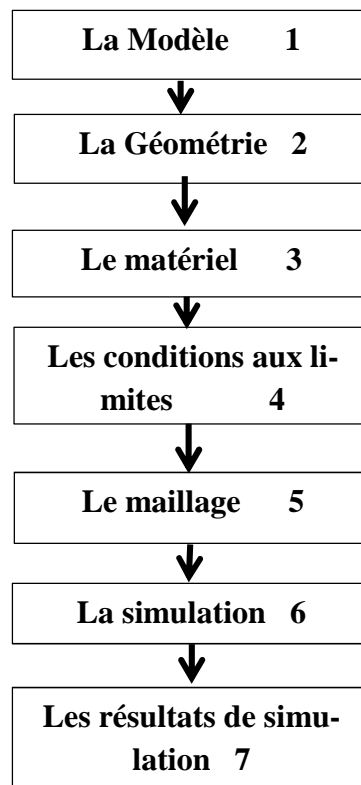 La Modèle 1
La Géométrie 2
Le matériel 3
Les conditions aux li-
mites 4
Le maillage 5
La simulation 6
Les résultats de simu-
lation 7